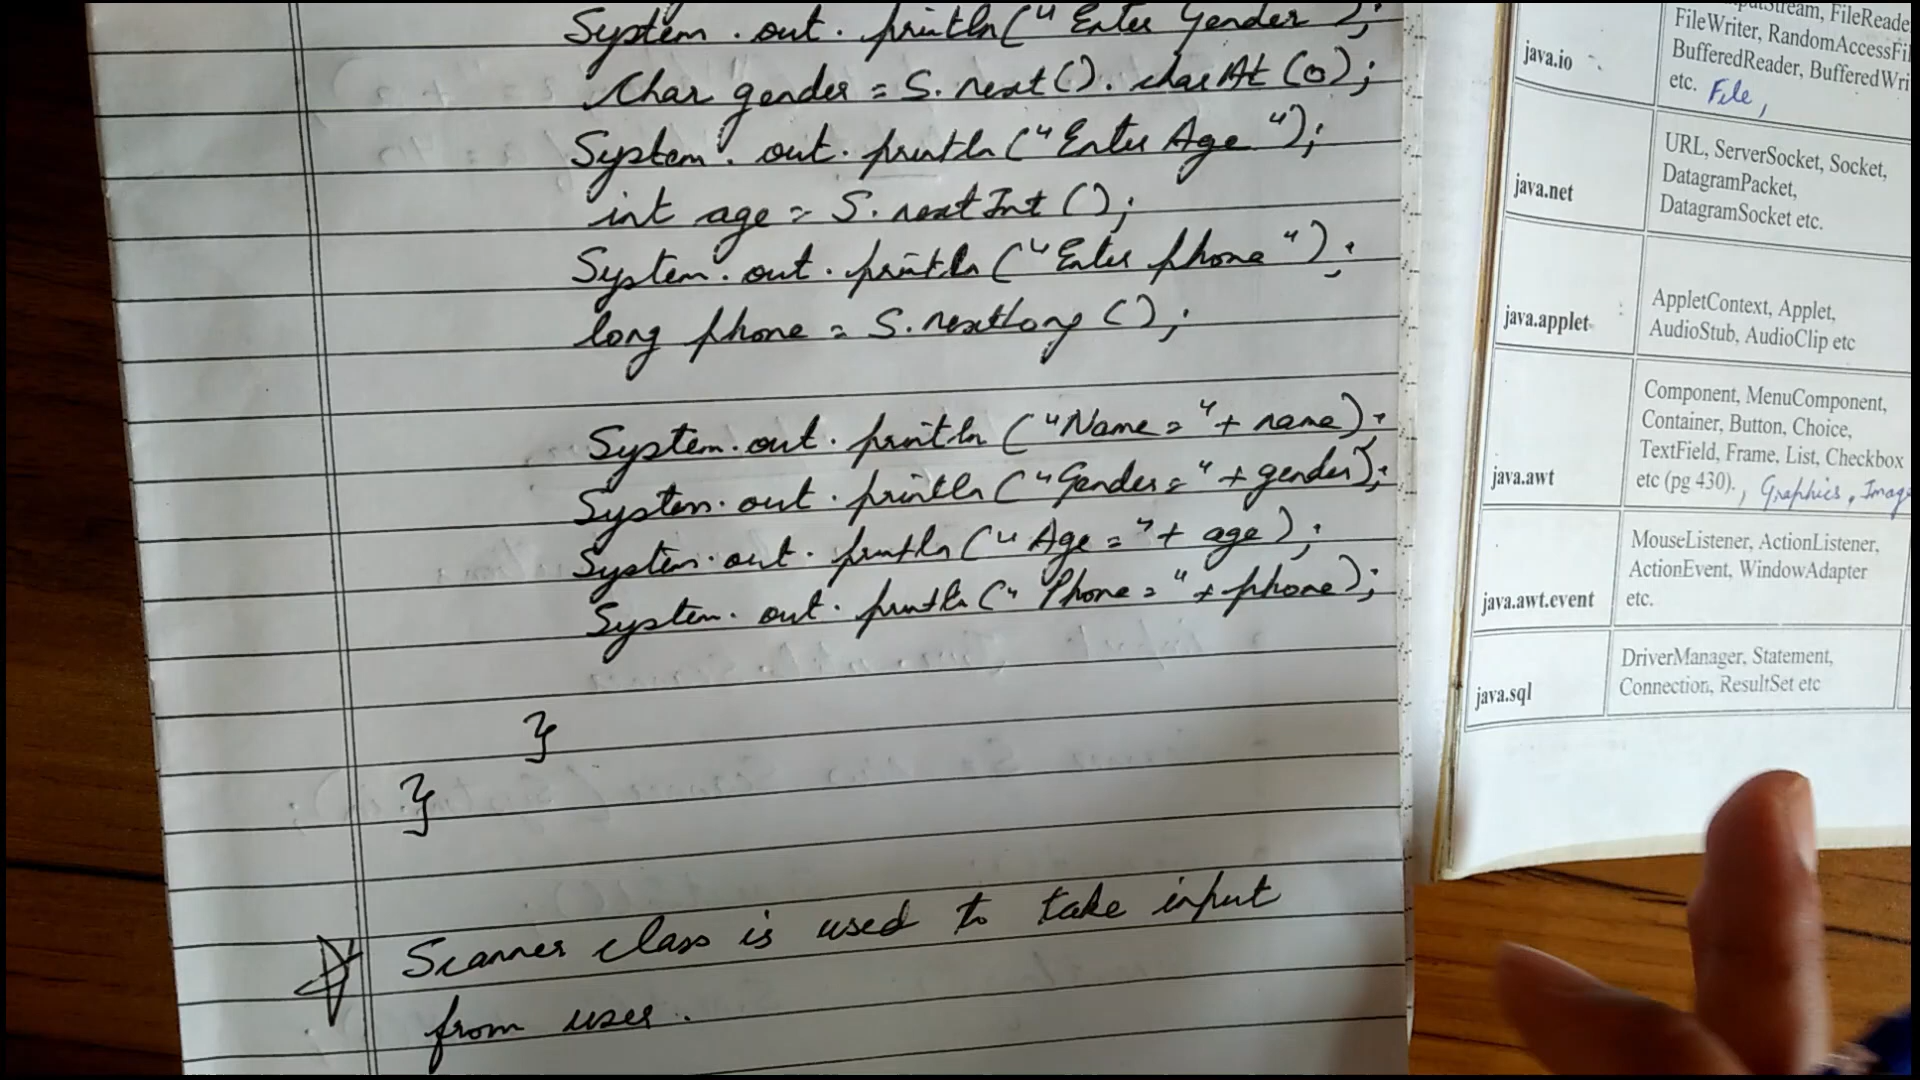 System.out.println("Enter Gender");
Char gender = S.next().charAt(0);
System.out.println("Enter Age");
int age = S.nextInt();
System.out.println("Enter phone");
long phone = S.nextLong();
System.out.println("Name="+ name);
System.out.println("Gender="+ gender);
System.out.println("Age="+ age);
System.out.println("Phone="+ phone);
}
}
Scanner class is used to take input
from user.
java.io
FileWriter,
BufferedReader,
etc. File,
java.net
URL, ServerSocket, Socket,
DatagramPacket,
DatagramSocket etc.
java.applet
AppletContext, Applet,
AudioStub, AudioClip etc
java.awt
Component, MenuComponent,
Container, Button, Choice,
TextField, Frame, List, Checkbox
etc (pg 430)., Graphics,
java.awt.event
MouseListener, ActionListener,
ActionEvent, WindowAdapter
etc.
java.sql
DriverManager, Statement,
Connection, ResultSet etc